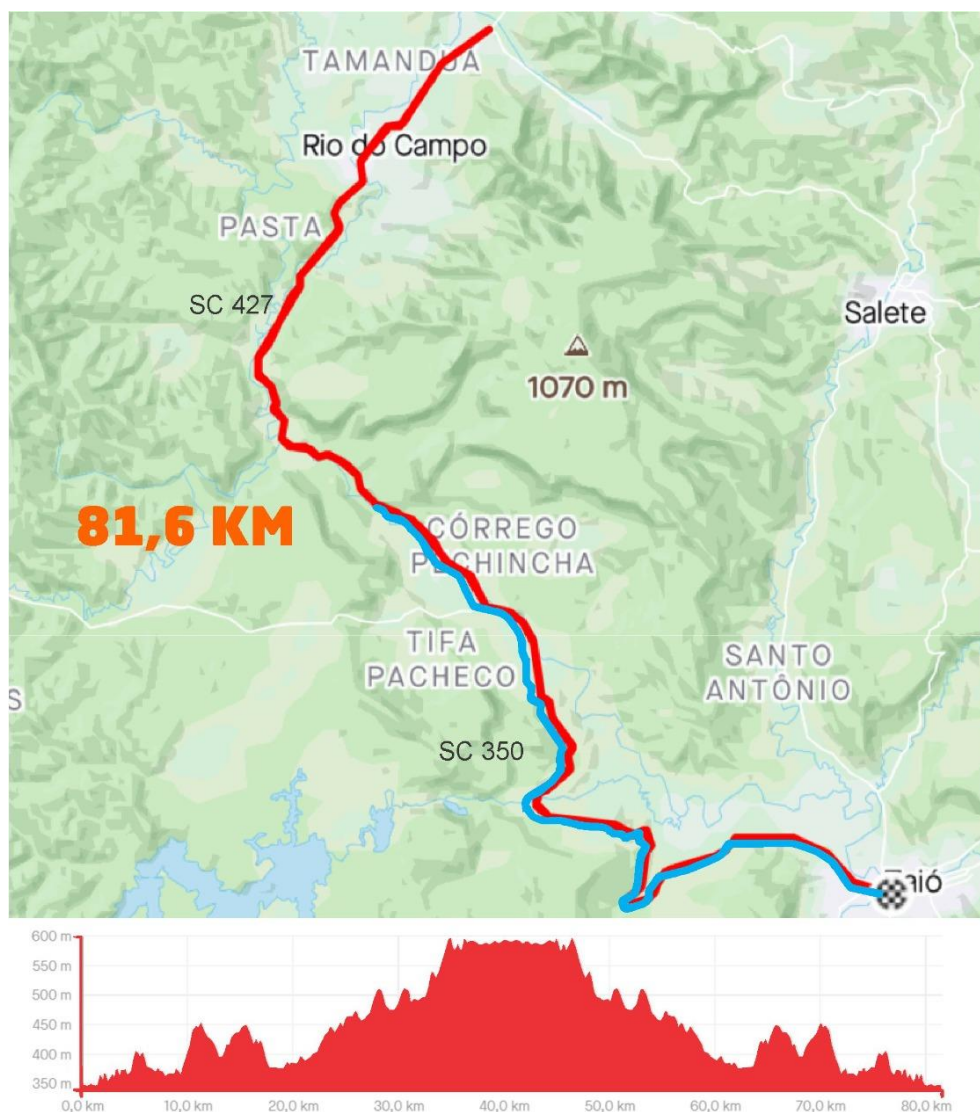 TAMANDUÁ
Rio do Campo
PASTA
SC 427
Salete
1070 m
81,6 KM
CÓRREGO
PECHINCHA
TIFA
PACHECO
SANTO
ANTÔNIO
S
SC 350
Taió
600 m
550 m
500 m
450 m
400 m
350 m
0,0 km 10,0 km 20,0 km 30,0 km 40,0 km 50,0 km 60,0 km 70,0 km 80,0 km